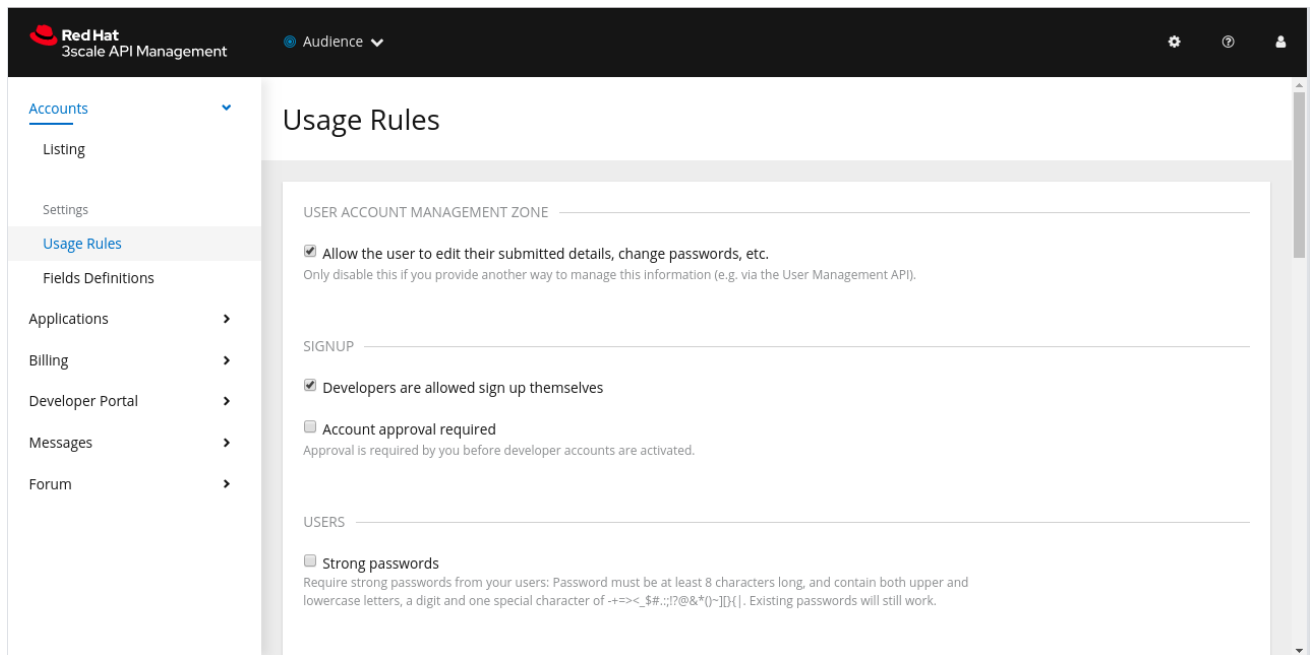 Red Hat
3scale API Management
Audience
Accounts
Listing
Settings
Usage Rules
Fields Definitions
Applications
Billing
Developer Portal
Messages
Forum
Usage Rules
USER ACCOUNT MANAGEMENT ZONE
Allow the user to edit their submitted details, change passwords, etc.
Only disable this if you provide another way to manage this information (e.g. via the User Management API).
SIGNUP
Developers are allowed sign up themselves
Account approval required
Approval is required by you before developer accounts are activated.
USERS
Strong passwords
Require strong passwords from your users: Password must be at least 8 characters long, and contain both upper and
lowercase letters, a digit and one special character of -+=><_$#.:;!?@&*()~][}{|. Existing passwords will still work.